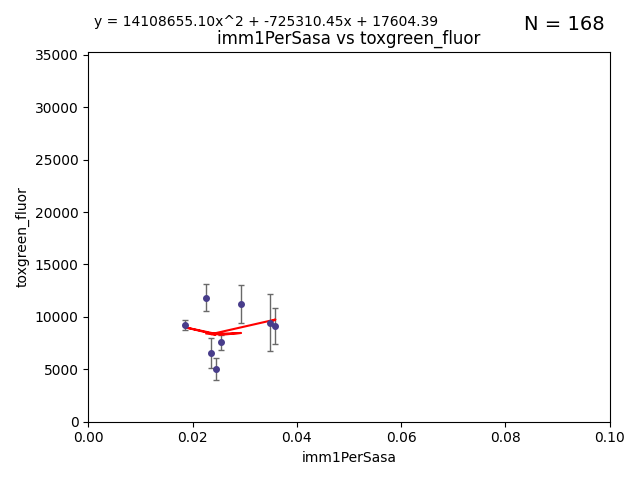 y = 14108655.10x^2 + -725310.45x + 17604.39
N = 168
imm1PerSasa vs toxgreen_fluor
35000
30000
25000
20000
15000
10000
5000
0
toxgreen_fluor
0.00 0.02 0.04 0.06 0.08 0.10
imm1PerSasa